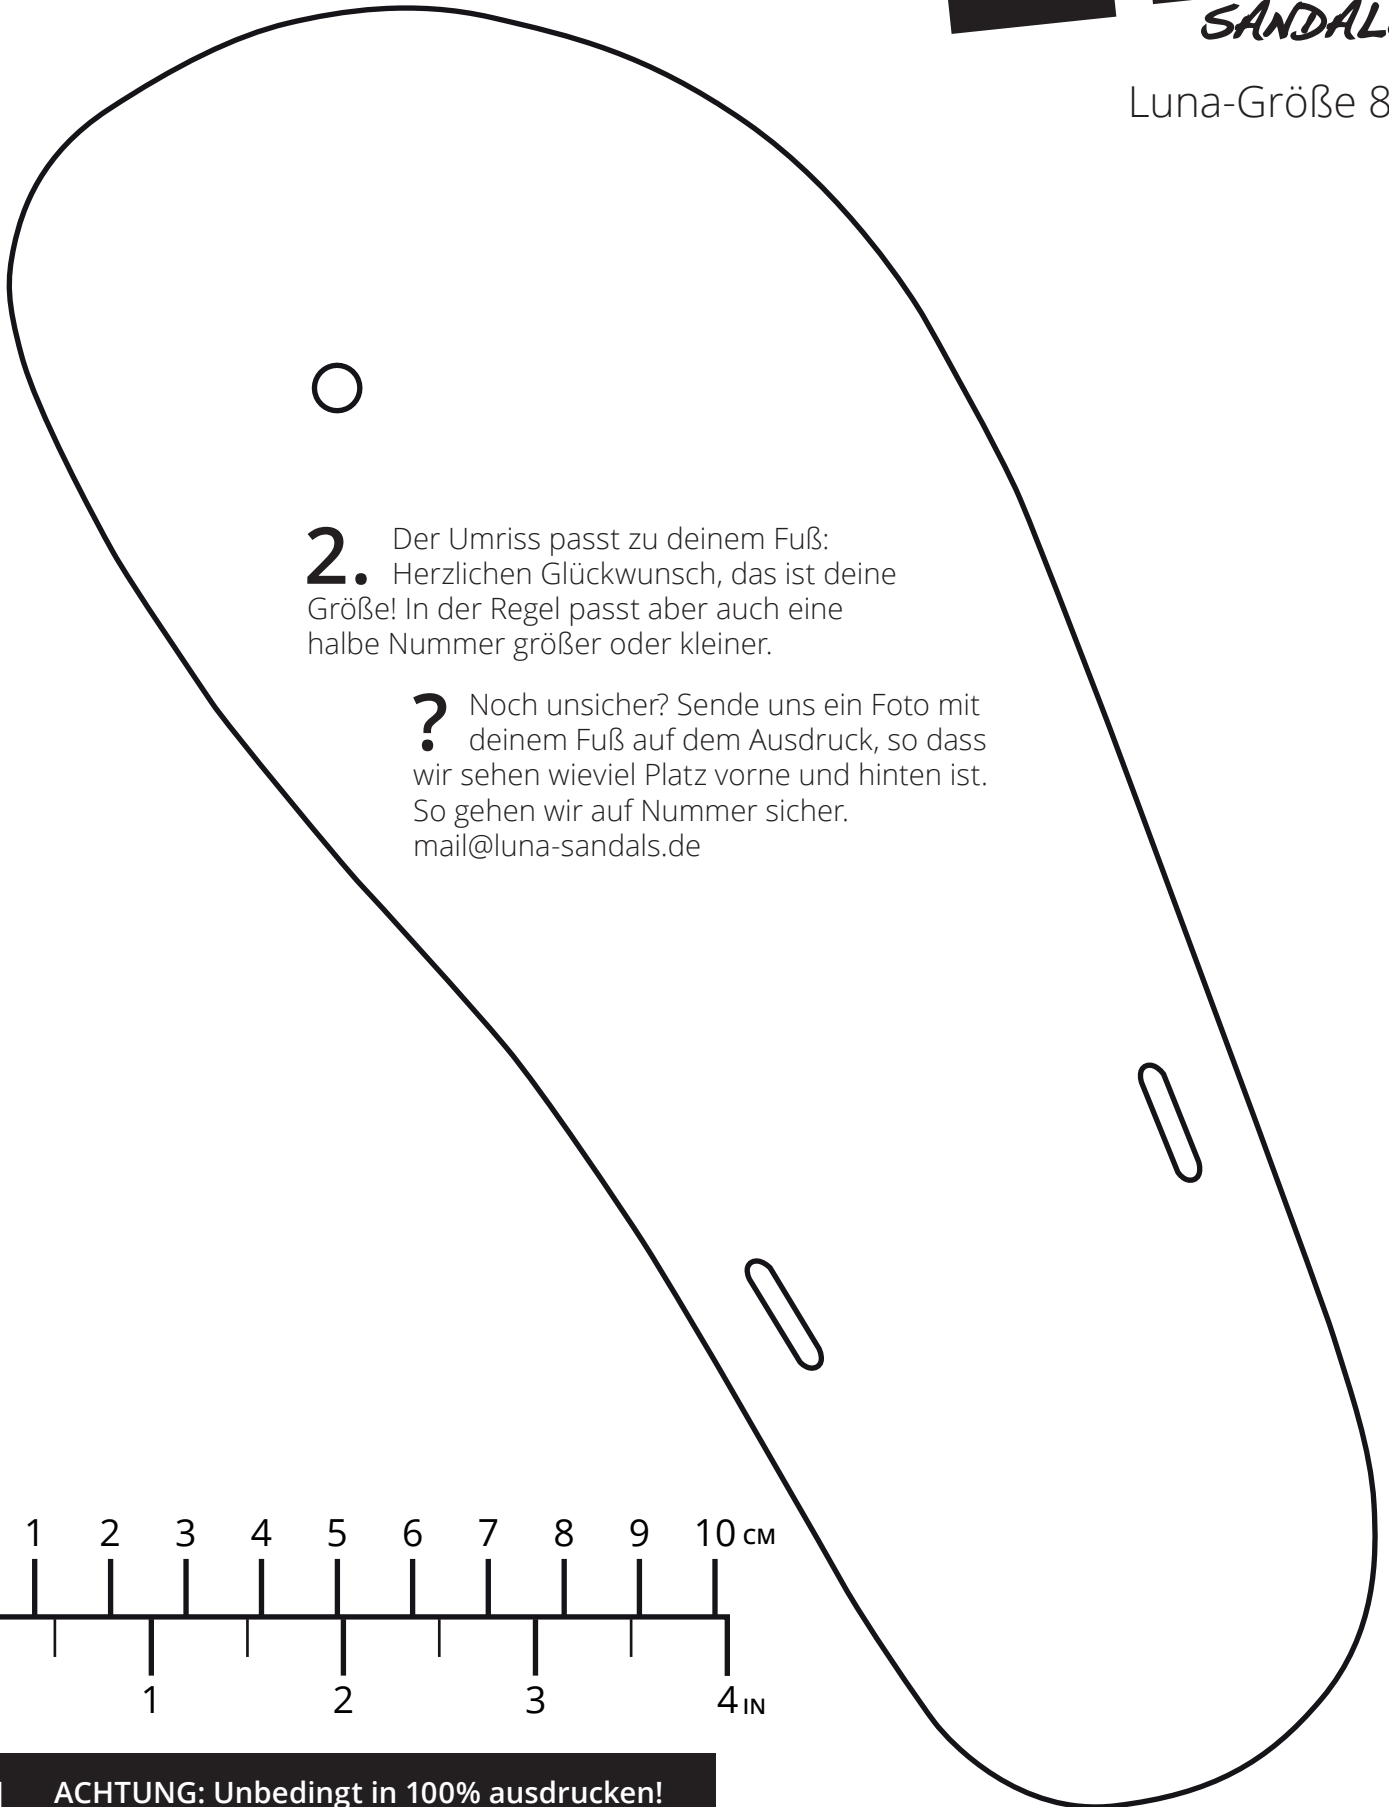 SANDALS
Luna-Größe 8
2. Der Umriss passt zu deinem Fuß:
Herzlichen Glückwunsch, das ist deine
Größe! In der Regel passt aber auch eine
halbe Nummer größer oder kleiner.
? Noch unsicher? Sende uns ein Foto mit
deinem Fuß auf dem Ausdruck, so dass
wir sehen wieviel Platz vorne und hinten ist.
So gehen wir auf Nummer sicher.
mail@luna-sandals.de
1 2 3 4 5 6 7 8 9 10 CM
1 2 3 4 IN
ACHTUNG: Unbedingt in 100% ausdrucken!